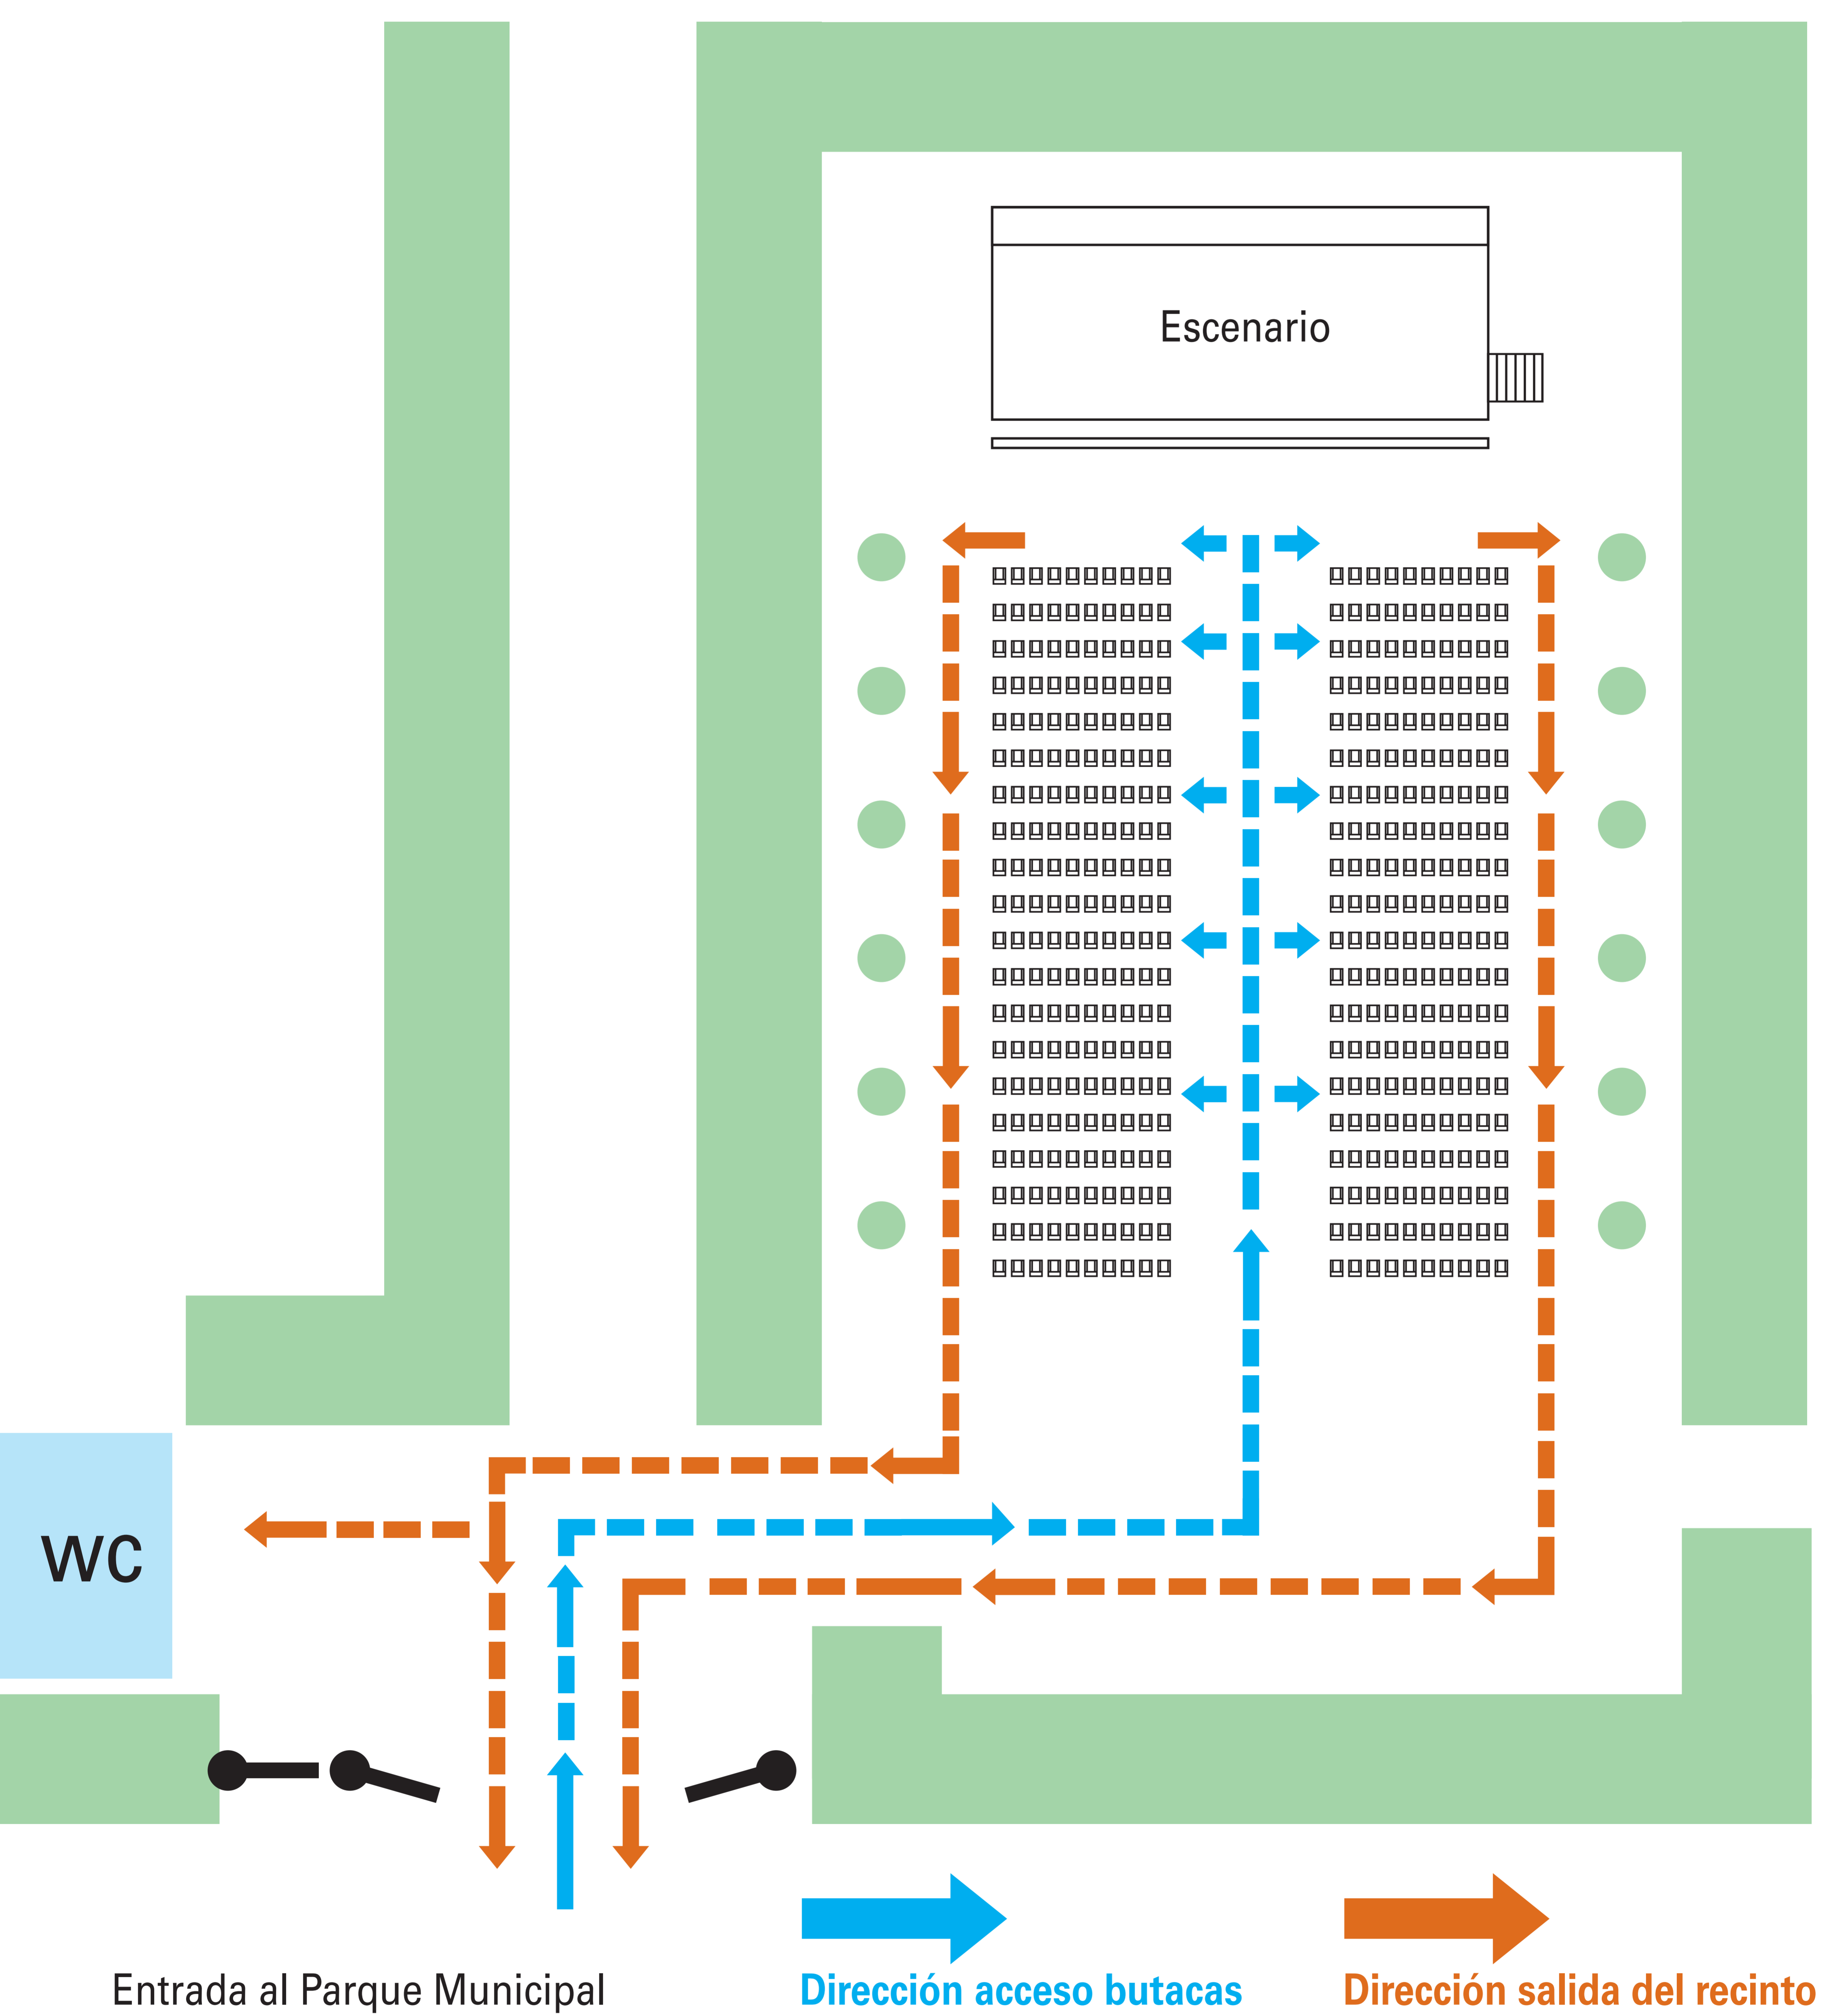 Escenario
WC
Entrada al Parque Municipal
Dirección acceso butacas
Dirección salida del recinto